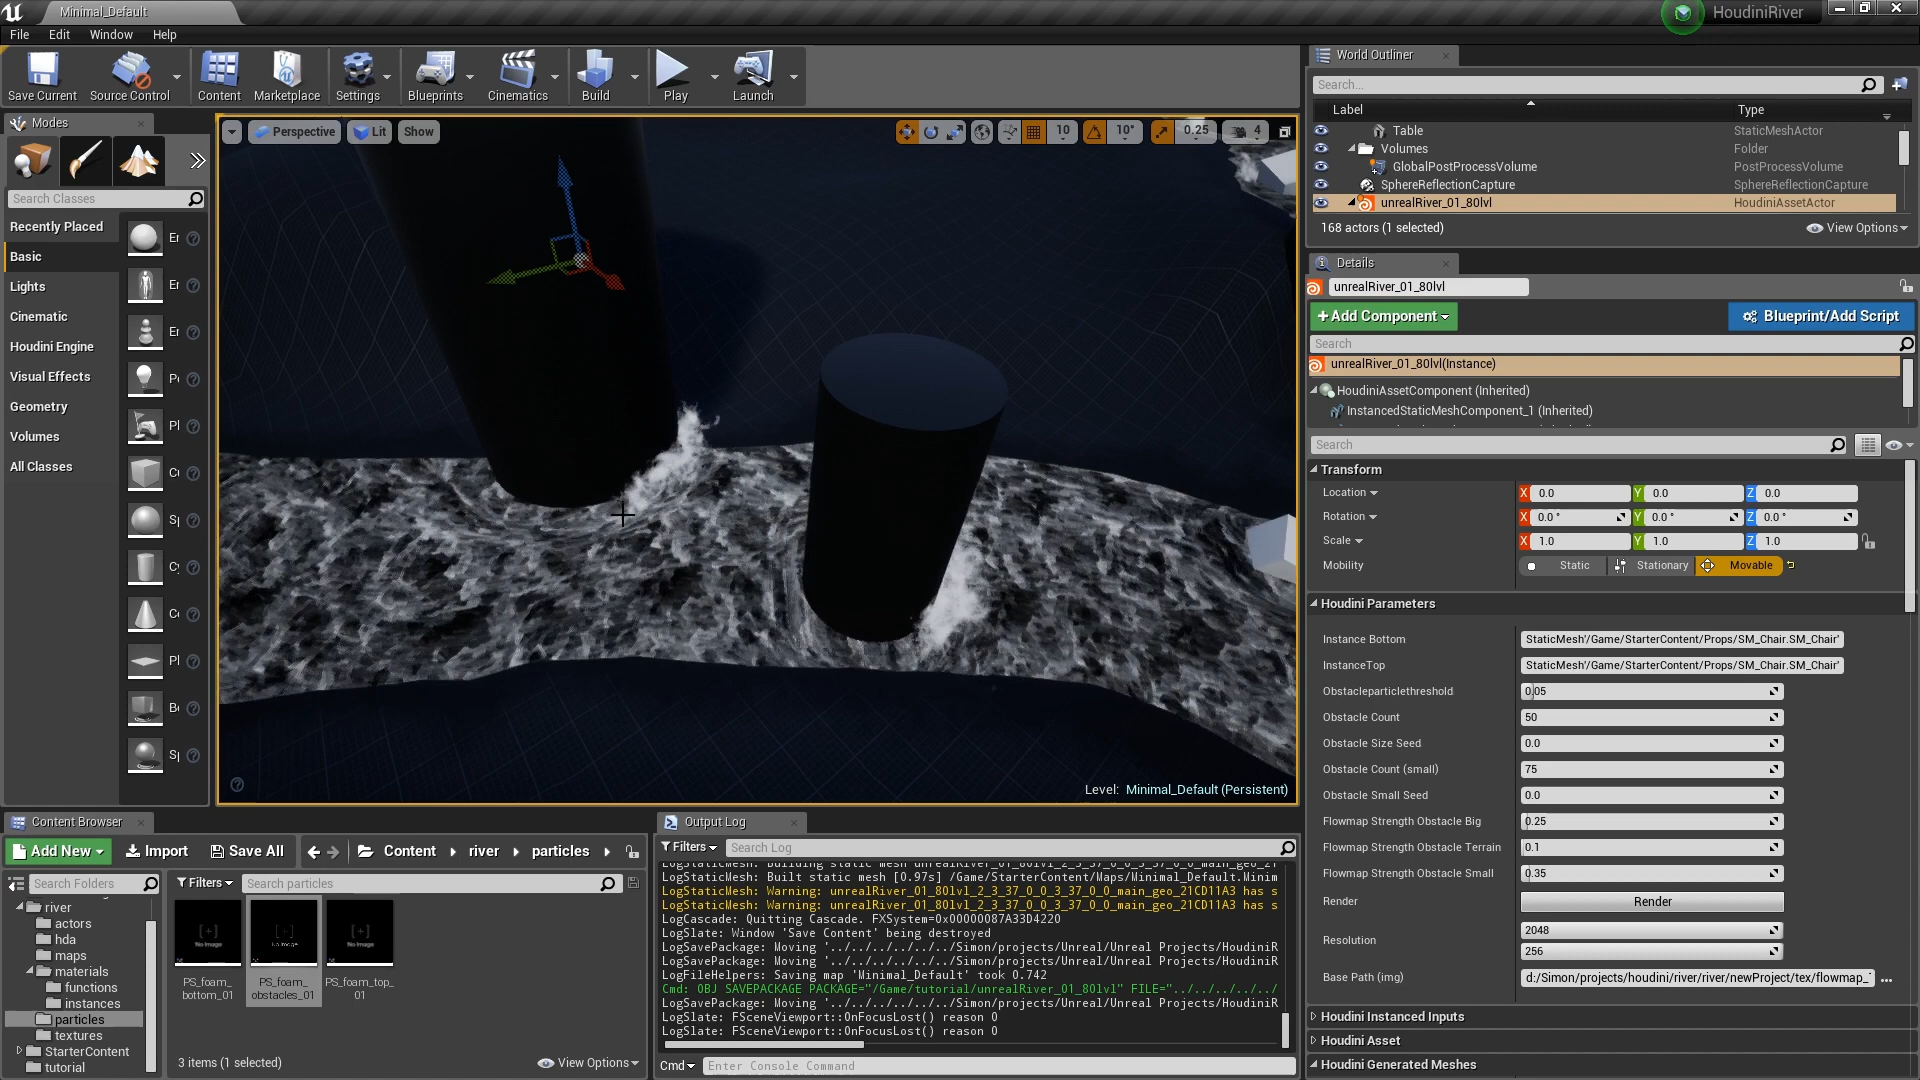 Minimal_Default
HoudiniRiver
File Edit Window Help
Save Current
Source Control
Content
Marketplace
Settings
Blueprints
Cinematics
Build
Play
Launch
Modes
Search Classes
Recently Placed
Basic
Lights
Cinematic
Houdini Engine
Visual Effects
Geometry
Volumes
All Classes
Perspective
Lit
Show
10
10°
0.25
4
Level: Minimal_Default (Persistent)
World Outliner
Search...
Label Type
Table StaticMeshActor
Volumes Folder
GlobalPostProcessVolume PostProcessVolume
SphereReflectionCapture SphereReflectionCapture
unrealRiver_01_80lvl HoudiniAssetActor
168 actors (1 selected) View Options
Details
unrealRiver_01_80lvl
+Add Component
Blueprint/Add Script
Search
unrealRiver_01_80lvl(Instance)
HoudiniAssetComponent (Inherited)
InstancedStaticMeshComponent_1 (Inherited)
Search
Transform
Location X 0.0 Y 0.0 Z 0.0
Rotation X 0.0 ° Y 0.0 ° Z 0.0 °
Scale X 1.0 Y 1.0 Z 1.0
Mobility Static Stationary Movable
Houdini Parameters
Instance Bottom StaticMesh'/Game/StarterContent/Props/SM_Chair.SM_Chair'
InstanceTop StaticMesh'/Game/StarterContent/Props/SM_Chair.SM_Chair'
Obstacleparticlethreshold 0.05
Obstacle Count 50
Obstacle Size Seed 0.0
Obstacle Count (small) 75
Obstacle Small Seed 0.0
Flowmap Strength Obstacle Big 0.25
Flowmap Strength Obstacle Terrain 0.1
Flowmap Strength Obstacle Small 0.35
Render Render
Resolution 2048
256
Base Path (img) d:/Simon/projects/houdini/river/river/newProject/tex/flowmap_
Houdini Instanced Inputs
Houdini Asset
Houdini Generated Meshes
Content Browser
Add New Import Save All Content river particles
Search Folders
Filters Search particles
river
actors
hda
maps
materials
functions
instances
particles
textures
StarterContent
tutorial
No Image
No Image
No Image
PS_foam_bottom_01
PS_foam_obstacles_01
PS_foam_top_01
3 items (1 selected) View Options
Output Log
Filters Search Log
LogStaticMesh: Building static mesh unrealRiver_01_80lvl_2_3_37_0_0_3_37_0_0_main_geo_21
LogStaticMesh: Built static mesh [0.97s] /Game/StarterContent/Maps/Minimal_Default.Minim
LogStaticMesh: Warning: unrealRiver_01_80lvl_2_3_37_0_0_3_37_0_0_main_geo_21CD11A3 has s
LogStaticMesh: Warning: unrealRiver_01_80lvl_2_3_37_0_0_3_37_0_0_main_geo_21CD11A3 has s
LogCascade: Quitting Cascade. FXSystem=0x00000087A33D4220
LogSlate: Window 'Save Content' being destroyed
LogSavePackage: Moving '../../../../../Simon/projects/Unreal/Unreal Projects/HoudiniR
LogSavePackage: Moving '../../../../../Simon/projects/Unreal/Unreal Projects/HoudiniR
LogFileHelpers: Saving map 'Minimal_Default' took 0.742
Cmd: OBJ SAVEPACKAGE PACKAGE="/Game/tutorial/unrealRiver_01_80lvl" FILE="../../../../../
LogSavePackage: Moving '../../../../../Simon/projects/Unreal/Unreal Projects/HoudiniR
LogSlate: FSceneViewport::OnFocusLost() reason 0
LogSlate: FSceneViewport::OnFocusLost() reason 0
Cmd Enter Console Command